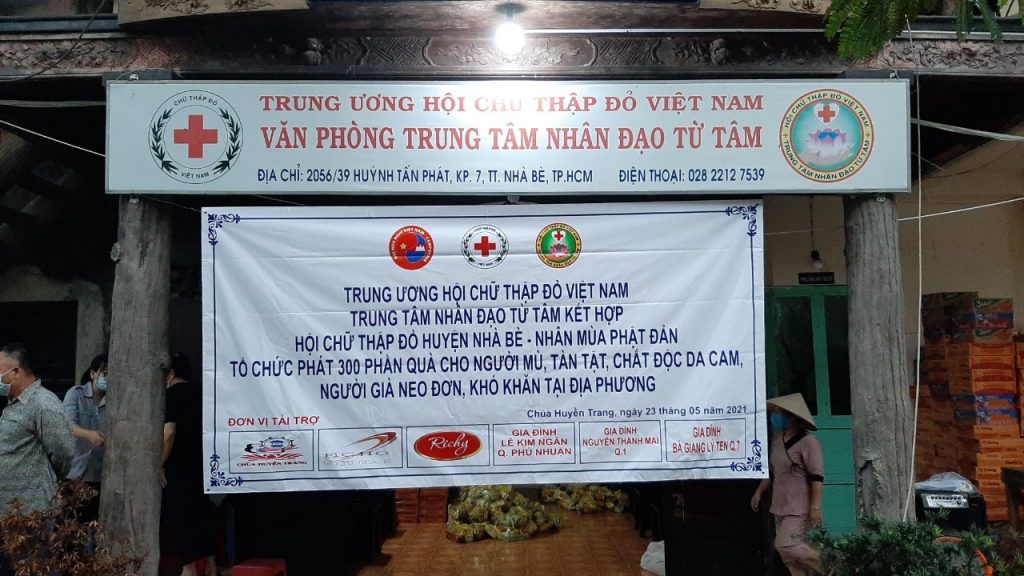 CHỮ THẬP ĐỎ
VIỆT NAM
TRUNG ƯƠNG HỘI CHỮ THẬP ĐỎ VIỆT NAM
VĂN PHÒNG TRUNG TÂM NHÂN ĐẠO TỪ TÂM
ĐỊA CHỈ: 2056/39 HUỲNH TẤN PHÁT, KP. 7, TT. NHÀ BÈ, TP.HCM ĐIỆN THOẠI: 028 2212 7539
HỘI CHỮ THẬP ĐỎ VIỆT NAM
TRUNG TÂM NHÂN ĐẠO TỪ TÂM
TRUNG ƯƠNG HỘI CHỮ THẬP ĐỎ VIỆT NAM
TRUNG TÂM NHÂN ĐẠO TỪ TÂM KẾT HỢP
HỘI CHỮ THẬP ĐỎ HUYỆN NHÀ BÈ - NHÂN MÙA PHẬT ĐẢN
TỔ CHỨC PHÁT 300 PHẦN QUÀ CHO NGƯỜI MÙ, TÀN TẬT, CHẤT ĐỘC DA CAM,
NGƯỜI GIÀ NEO ĐƠN, KHÓ KHĂN TẠI ĐỊA PHƯƠNG
Chùa Huyền Trang, ngày 23 tháng 05 năm 2021
ĐƠN VỊ TÀI TRỢ
CHÙA HUYỀN TRANG
Richy
GIA ĐÌNH
LÊ KIM NGÂN
Q. PHÚ NHUẬN
GIA ĐÌNH
NGUYỄN THANH MAI
Q.1
GIA ĐÌNH
BÀ GIANG LÝ TEN Q.7